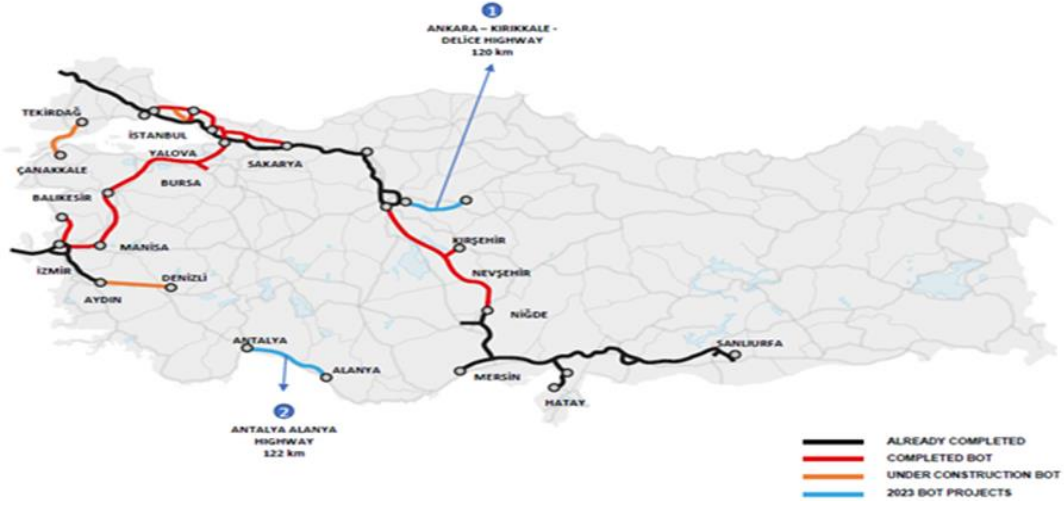 1
ANKARA – KIRIKKALE -
DELİCE HIGHWAY
120 km
TEKİRDAĞ
İSTANBUL
YALOVA
SAKARYA
ÇANAKKALE
BURSA
BALIKESİR
MANİSA
KIRŞEHİR
İZMİR
DENİZLİ
NEVŞEHİR
AYDIN
NİĞDE
ANTALYA
SANLIURFA
ALANYA
MERSİN
HATAY
2
ANTALYA ALANYA
HIGHWAY
122 km
ALREADY COMPLETED
COMPLETED BOT
UNDER CONSTRUCTION BOT
2023 BOT PROJECTS